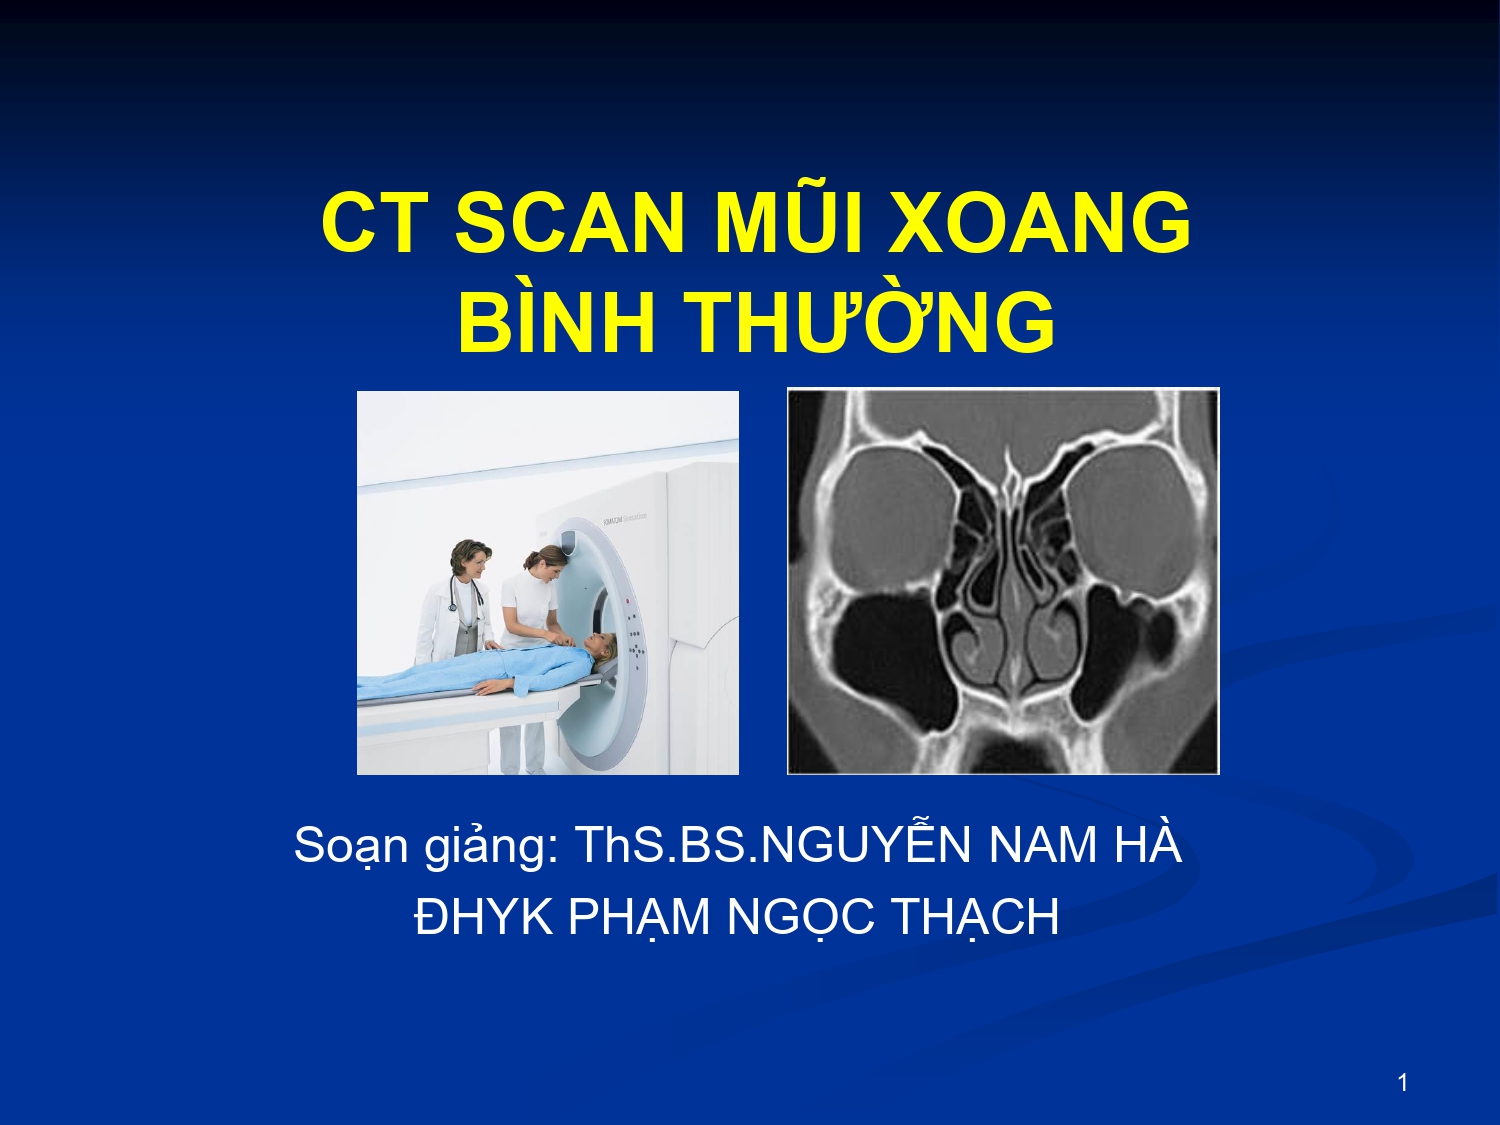 CT SCAN MŨI XOANG
BÌNH THƯỜNG
Soạn giảng: ThS.BS.NGUYỄN NAM HÀ
ĐHYK PHẠM NGỌC THẠCH
1